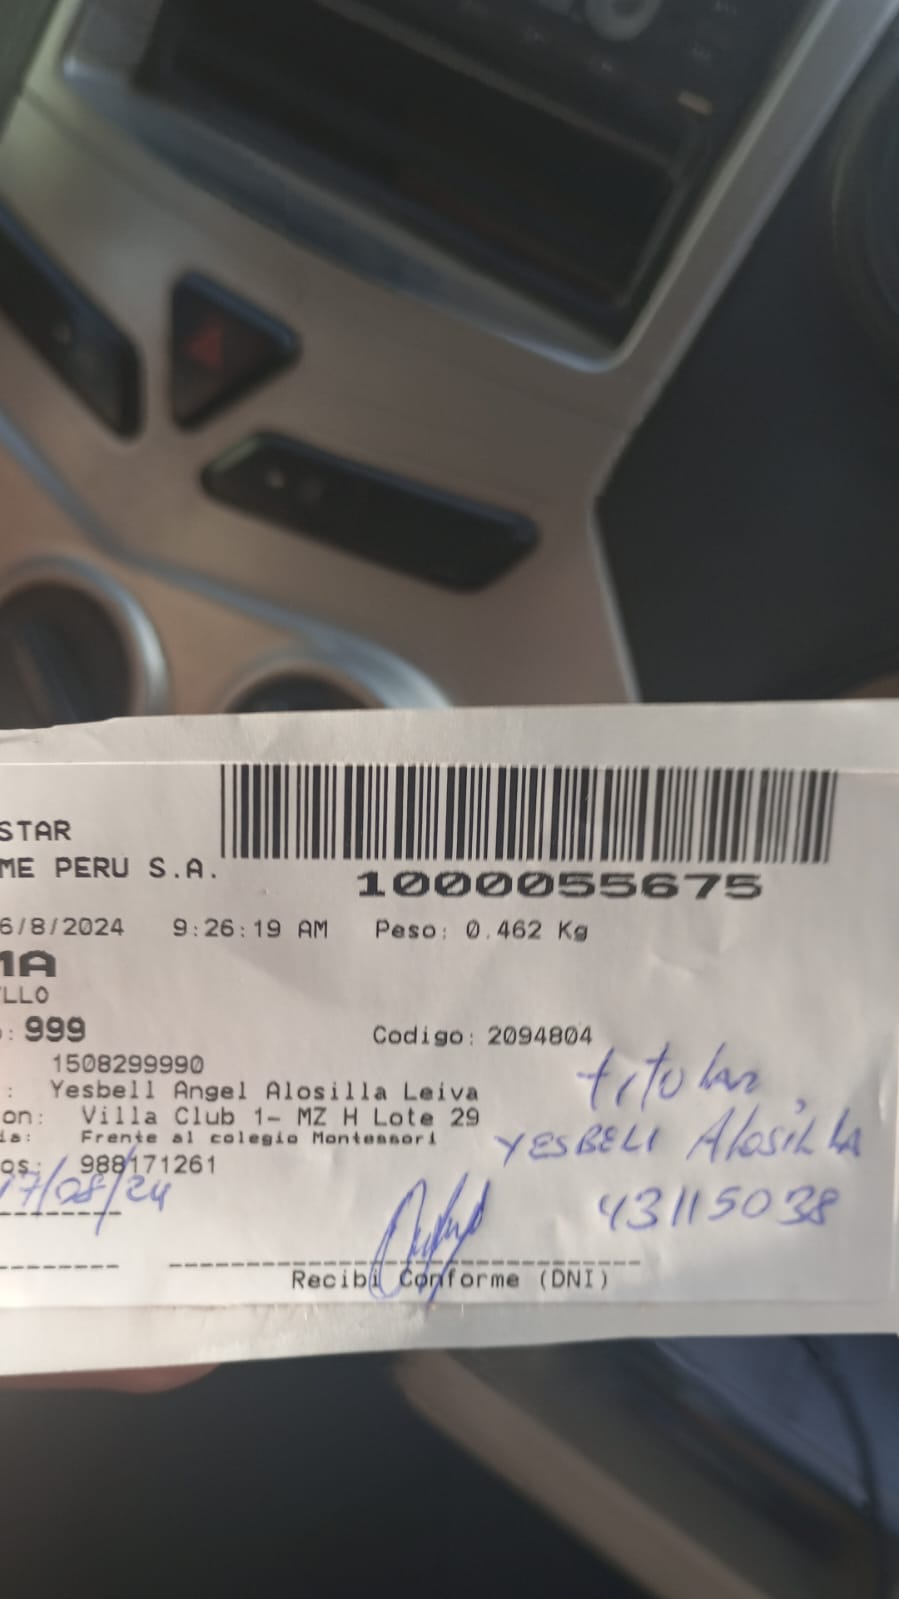 STAR
ME PERU S.A.
1000055675
6/8/2024 9:26:19 AM Peso: 0.462 Kg
MA
LLO
: 999 Codigo: 2094804
1508299990
titular
: Yesbell Angel Alosilla Leiva
on: Villa Club 1- MZ H Lote 29
ia: Frente al colegio Montessori
YESBELI Alosilla
os: 988171261
17/08/24
43115038
Recibi Conforme (DNI)